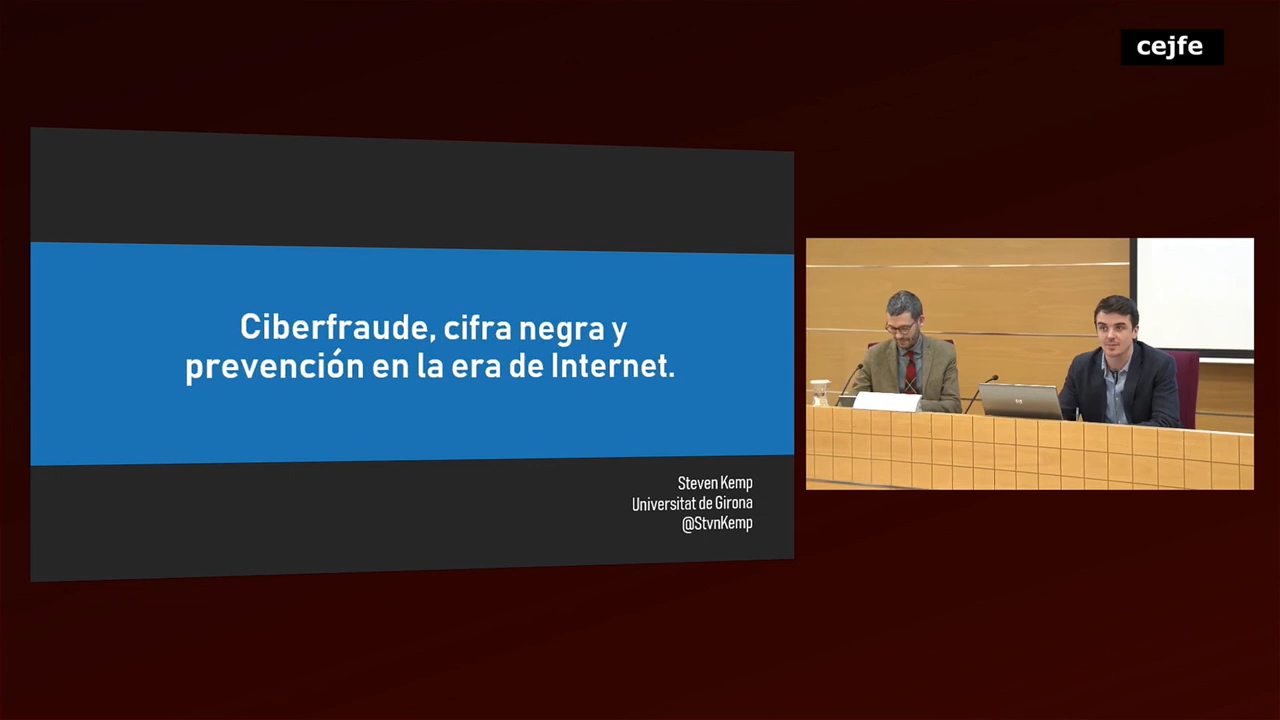 cejfe
Ciberfraude, cifra negra y
prevención en la era de Internet.
Steven Kemp
Universitat de Girona
@StvnKemp